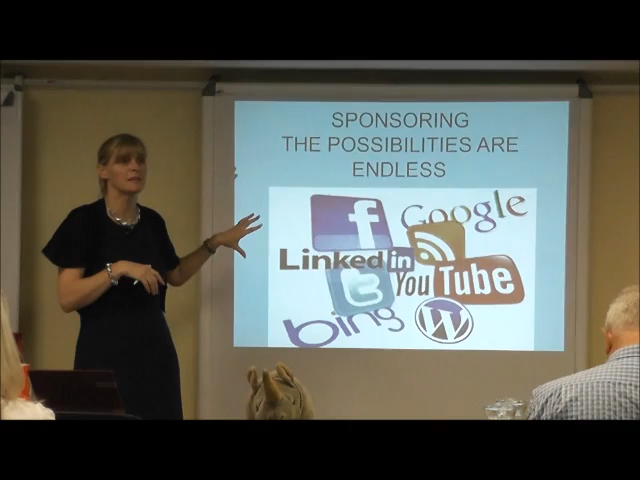 SPONSORING
THE POSSIBILITIES ARE
ENDLESS
f
Google
Linked in
You Tube
t
bing
W